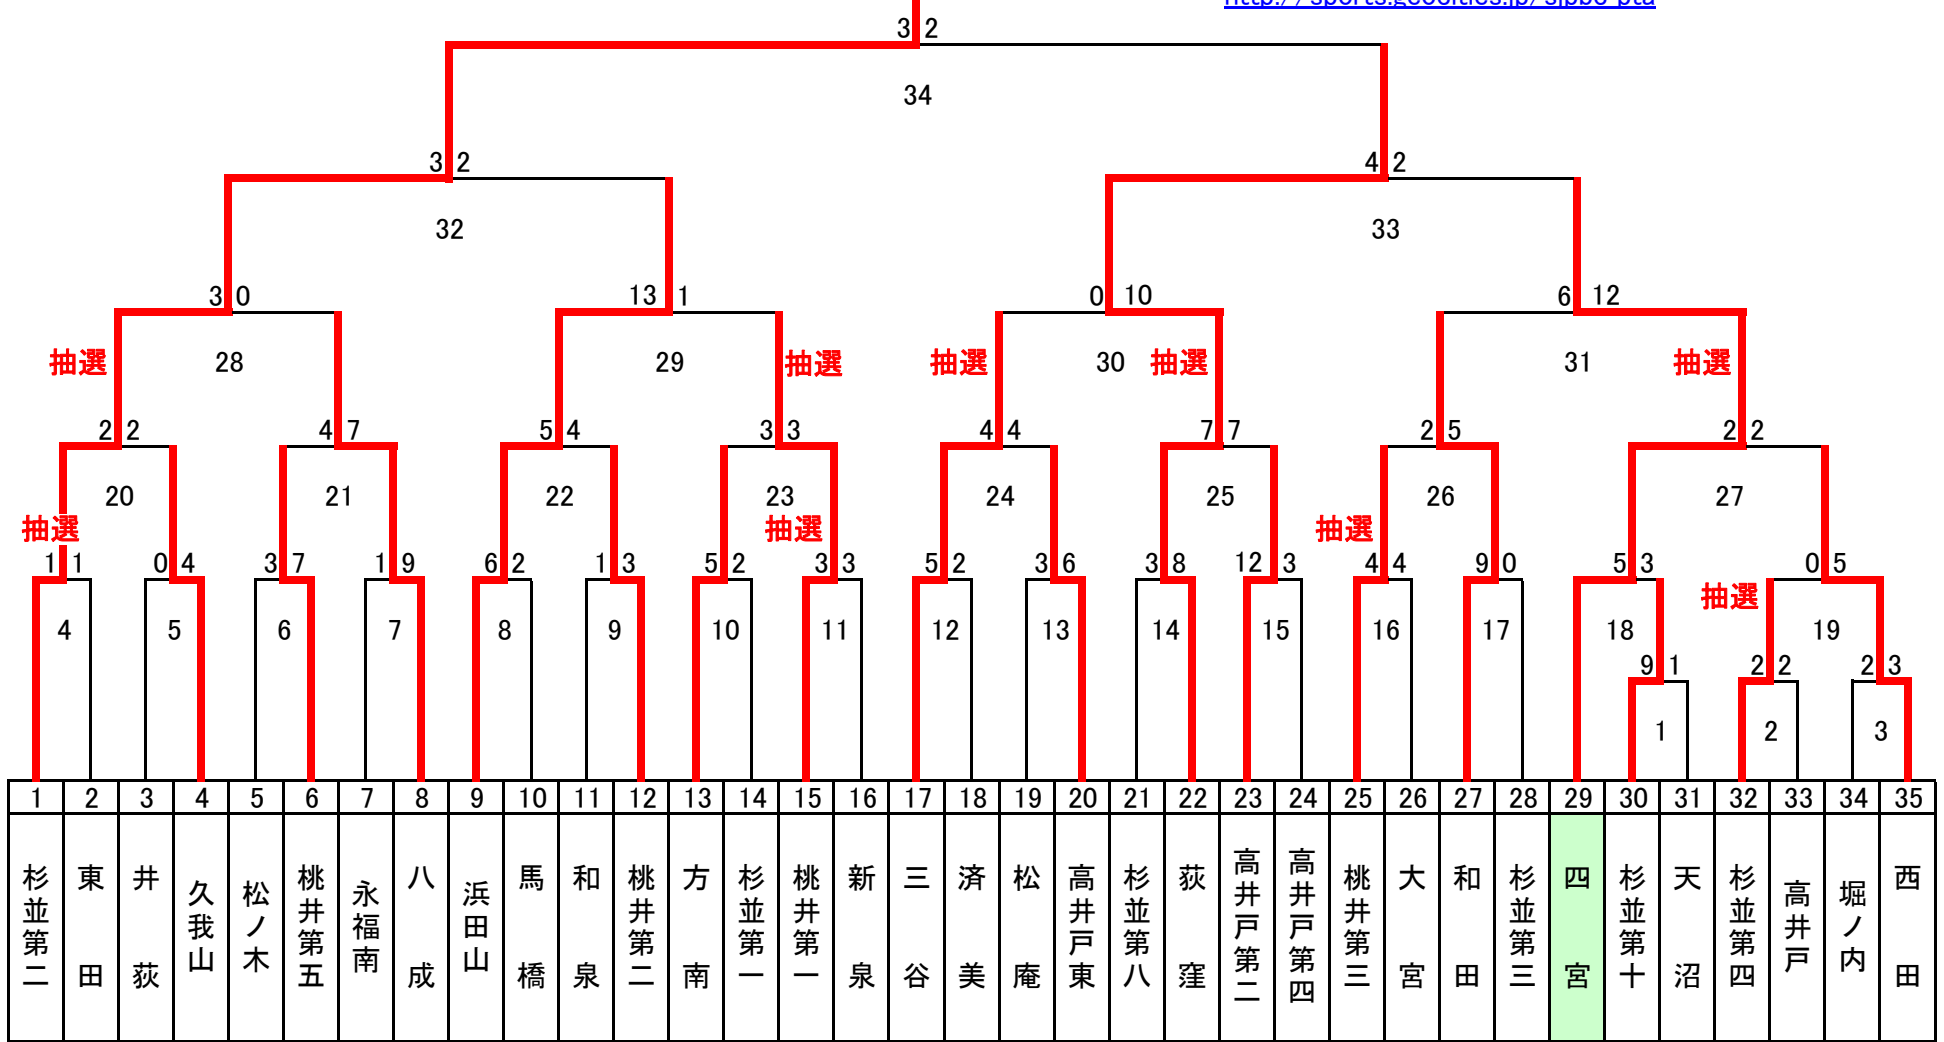 http://sports.geocities.jp/sjpbc-pta
3 2
34
3 2 4 2
32 33
3 0 13 1 0 10 6 12
抽選 28 29 抽選 抽選 30 抽選 31 抽選
2 2 4 7 5 4 3 3 4 4 7 7 2 5 2 2
20 21 22 23 24 25 26 27
抽選 抽選 抽選
1 1 0 4 3 7 1 9 6 2 1 3 5 2 3 3 5 2 3 6 3 8 12 3 4 4 9 0 5 3 0 5
抽選
4 5 6 7 8 9 10 11 12 13 14 15 16 17 18 19
9 1 2 2 2 3
1 2 3
1 2 3 4 5 6 7 8 9 10 11 12 13 14 15 16 17 18 19 20 21 22 23 24 25 26 27 28 29 30 31 32 33 34 35
杉並第二
東田
井荻
久我山
松ノ木
桃井第五
永福南
八成
浜田山
馬橋
和泉
桃井第二
方南
杉並第一
桃井第一
新泉
三谷
済美
松庵
高井戸東
杉並第八
荻窪
高井戸第二
高井戸第四
桃井第三
大宮
和田
杉並第三
四宮
杉並第十
天沼
杉並第四
高井戸
堀ノ内
西田